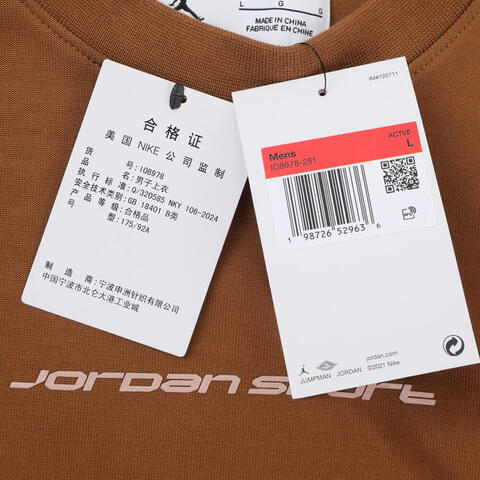 L G G
MADE IN CHINA
FABRIQUÉ EN CHINE
合格证
美国 NIKE 公司监制
货 号: IO8978
品 名: 男子上衣
执行标准: Q/320585 NKY 106-2024
安全技术类别: GB 18401 B类
产品等级: 合格品
型: 175/92A
制造商: 宁波申洲针织有限公司
中国宁波市北仑大港工业城
IM#722711
Mens
IO8978-281
ACTVE
L
1 98726 52963 6
NFC
JUMPMAN JORDAN
jordan.com
©2021 Nike
jordan sport